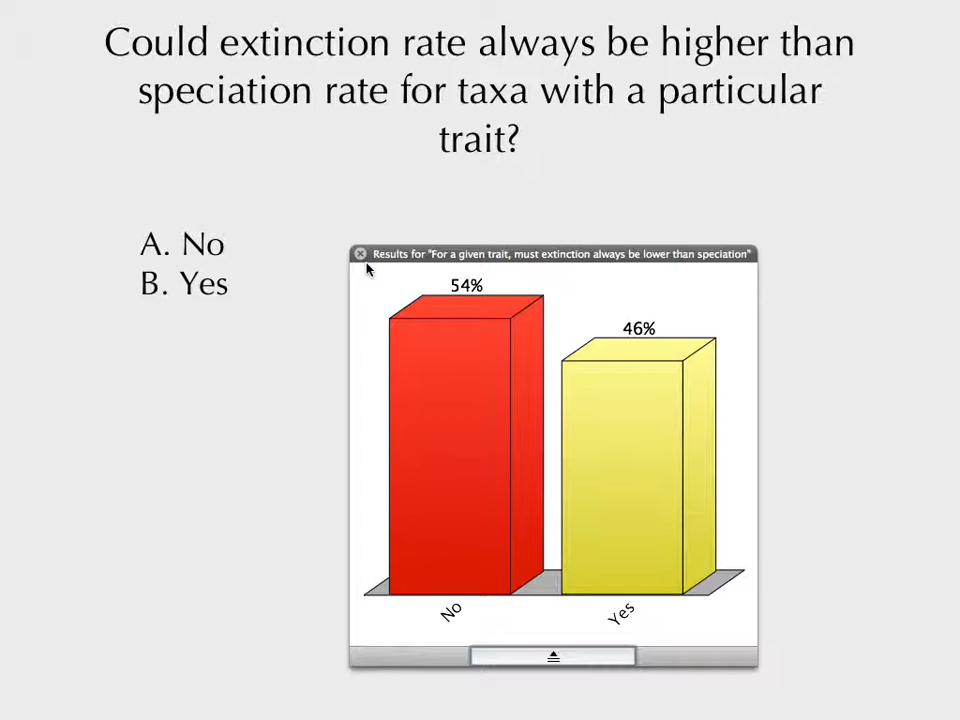 Could extinction rate always be higher than
speciation rate for taxa with a particular
trait?
A. No
B. Yes
Results for "For a given trait, must extinction always be lower than speciation"
54%
46%
No
Yes